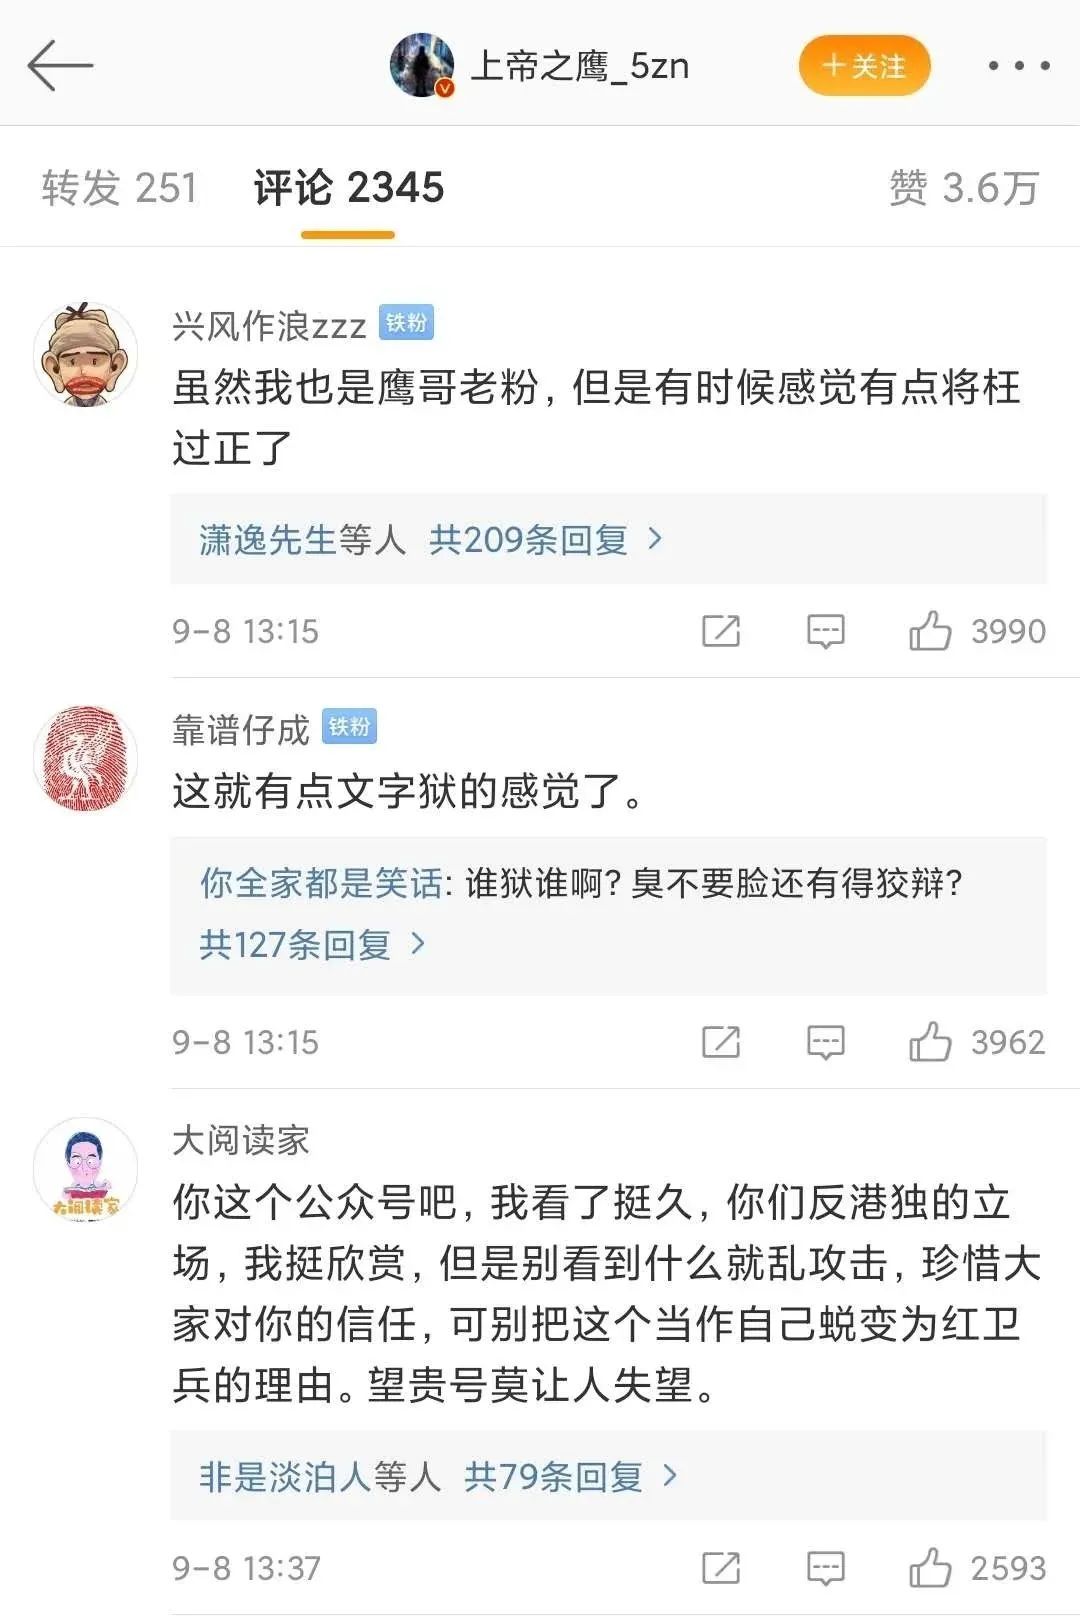 上帝之鹰_5zn
+关注
转发 251 评论 2345 赞 3.6万
兴风作浪zzz 铁粉
虽然我也是鹰哥老粉，但是有时候感觉有点将枉
过正了
潇逸先生等人 共209条回复 >
9-8 13:15 3990
靠谱仔成 铁粉
这就有点文字狱的感觉了。
你全家都是笑话: 谁狱谁啊？臭不要脸还有得狡辩？
共127条回复 >
9-8 13:15 3962
大阅读家
大阅读家
你这个公众号吧，我看了挺久，你们反港独的立
场，我挺欣赏，但是别看到什么就乱攻击，珍惜大
家对你的信任，可别把这个当作自己蜕变为红卫
兵的理由。望贵号莫让人失望。
非是淡泊人等人 共79条回复 >
9-8 13:37 2593